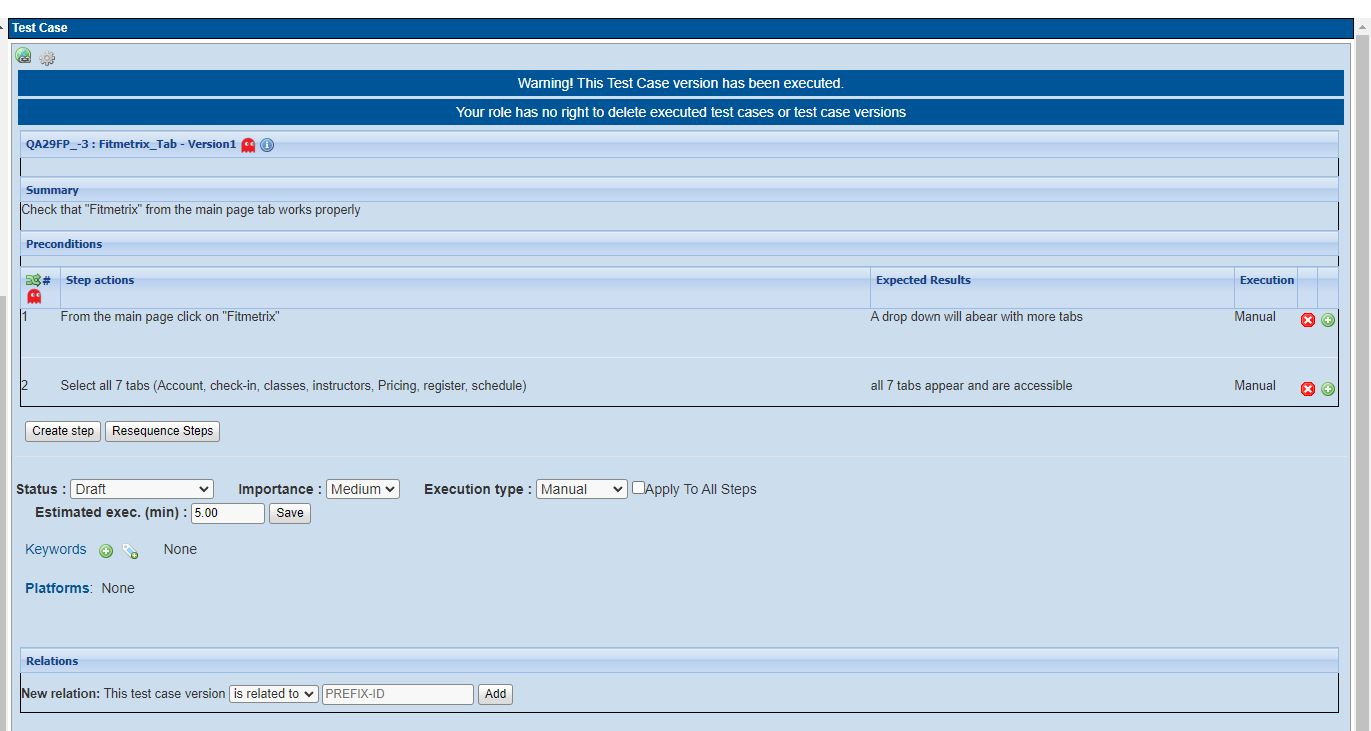 Test Case
Warning! This Test Case version has been executed.
Your role has no right to delete executed test cases or test case versions
QA29FP_-3 : Fitmetrix_Tab - Version1
Summary
Check that "Fitmetrix" from the main page tab works properly
Preconditions
# Step actions Expected Results Execution
1 From the main page click on "Fitmetrix" A drop down will abear with more tabs Manual
2 Select all 7 tabs (Account, check-in, classes, instructors, Pricing, register, schedule) all 7 tabs appear and are accessible Manual
Create step Resequence Steps
Status : Draft Importance : Medium Execution type : Manual Apply To All Steps
Estimated exec. (min) : 5.00 Save
Keywords None
Platforms: None
Relations
New relation: This test case version is related to PREFIX-ID Add